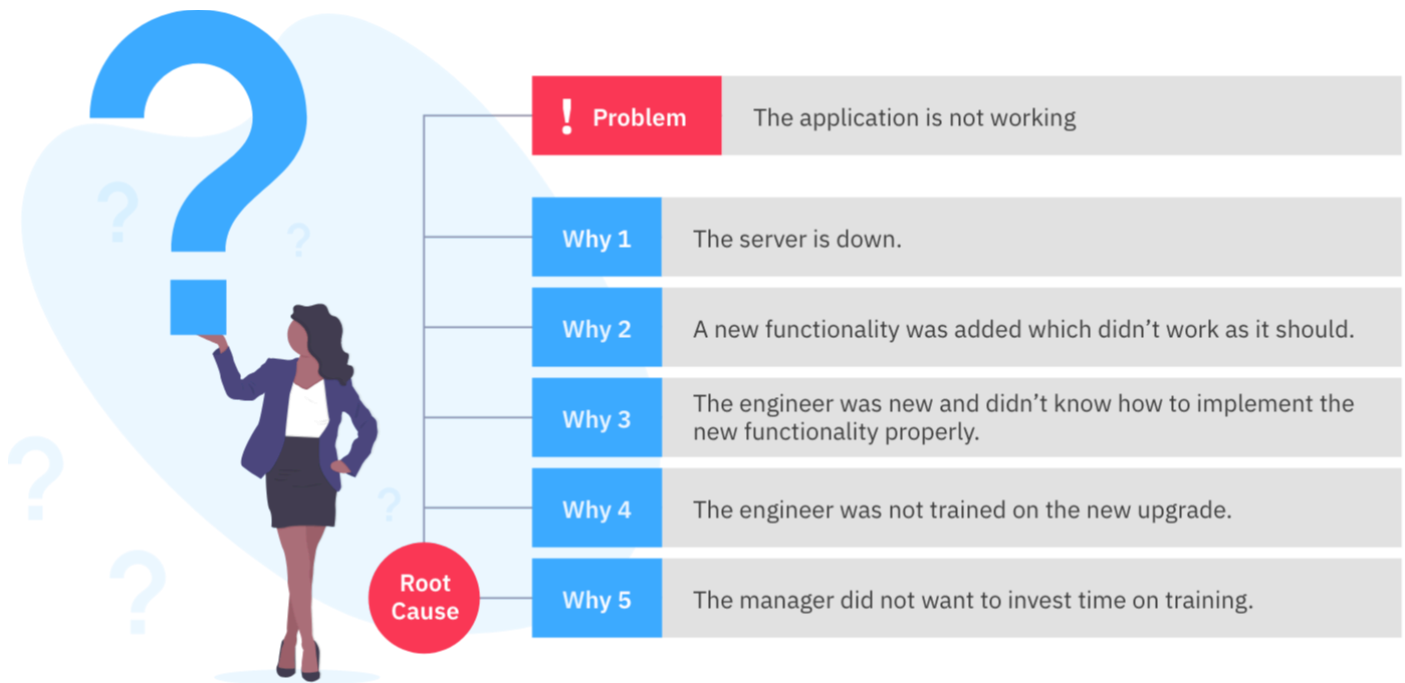 ! Problem
The application is not working
Why 1
The server is down.
Why 2
A new functionality was added which didn’t work as it should.
Why 3
The engineer was new and didn’t know how to implement the
new functionality properly.
Why 4
The engineer was not trained on the new upgrade.
Root
Cause
Why 5
The manager did not want to invest time on training.